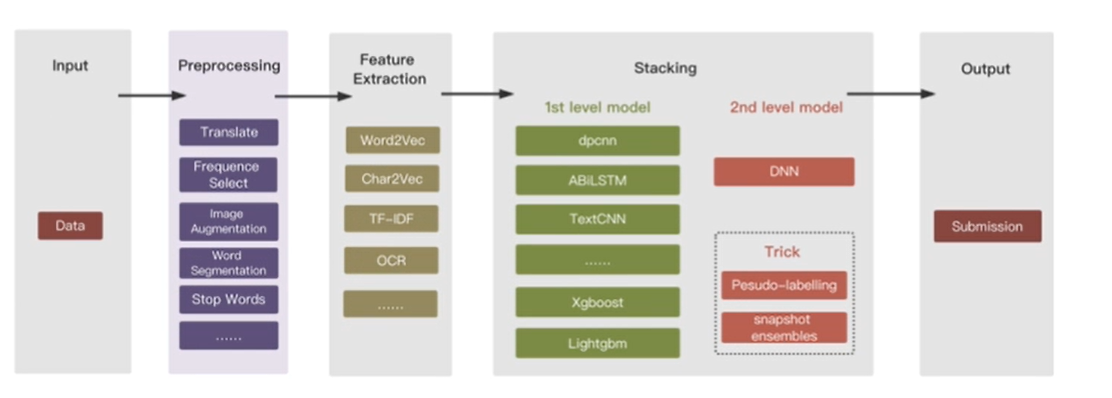 Input
Data
Preprocessing
Translate
Frequence
Select
Image
Augmentation
Word
Segmentation
Stop Words
......
Feature
Extraction
Word2Vec
Char2Vec
TF-IDF
OCR
......
Stacking
1st level model
dpcnn
ABiLSTM
TextCNN
......
Xgboost
Lightgbm
2nd level model
DNN
Trick
Pesudo-labelling
snapshot
ensembles
Output
Submission